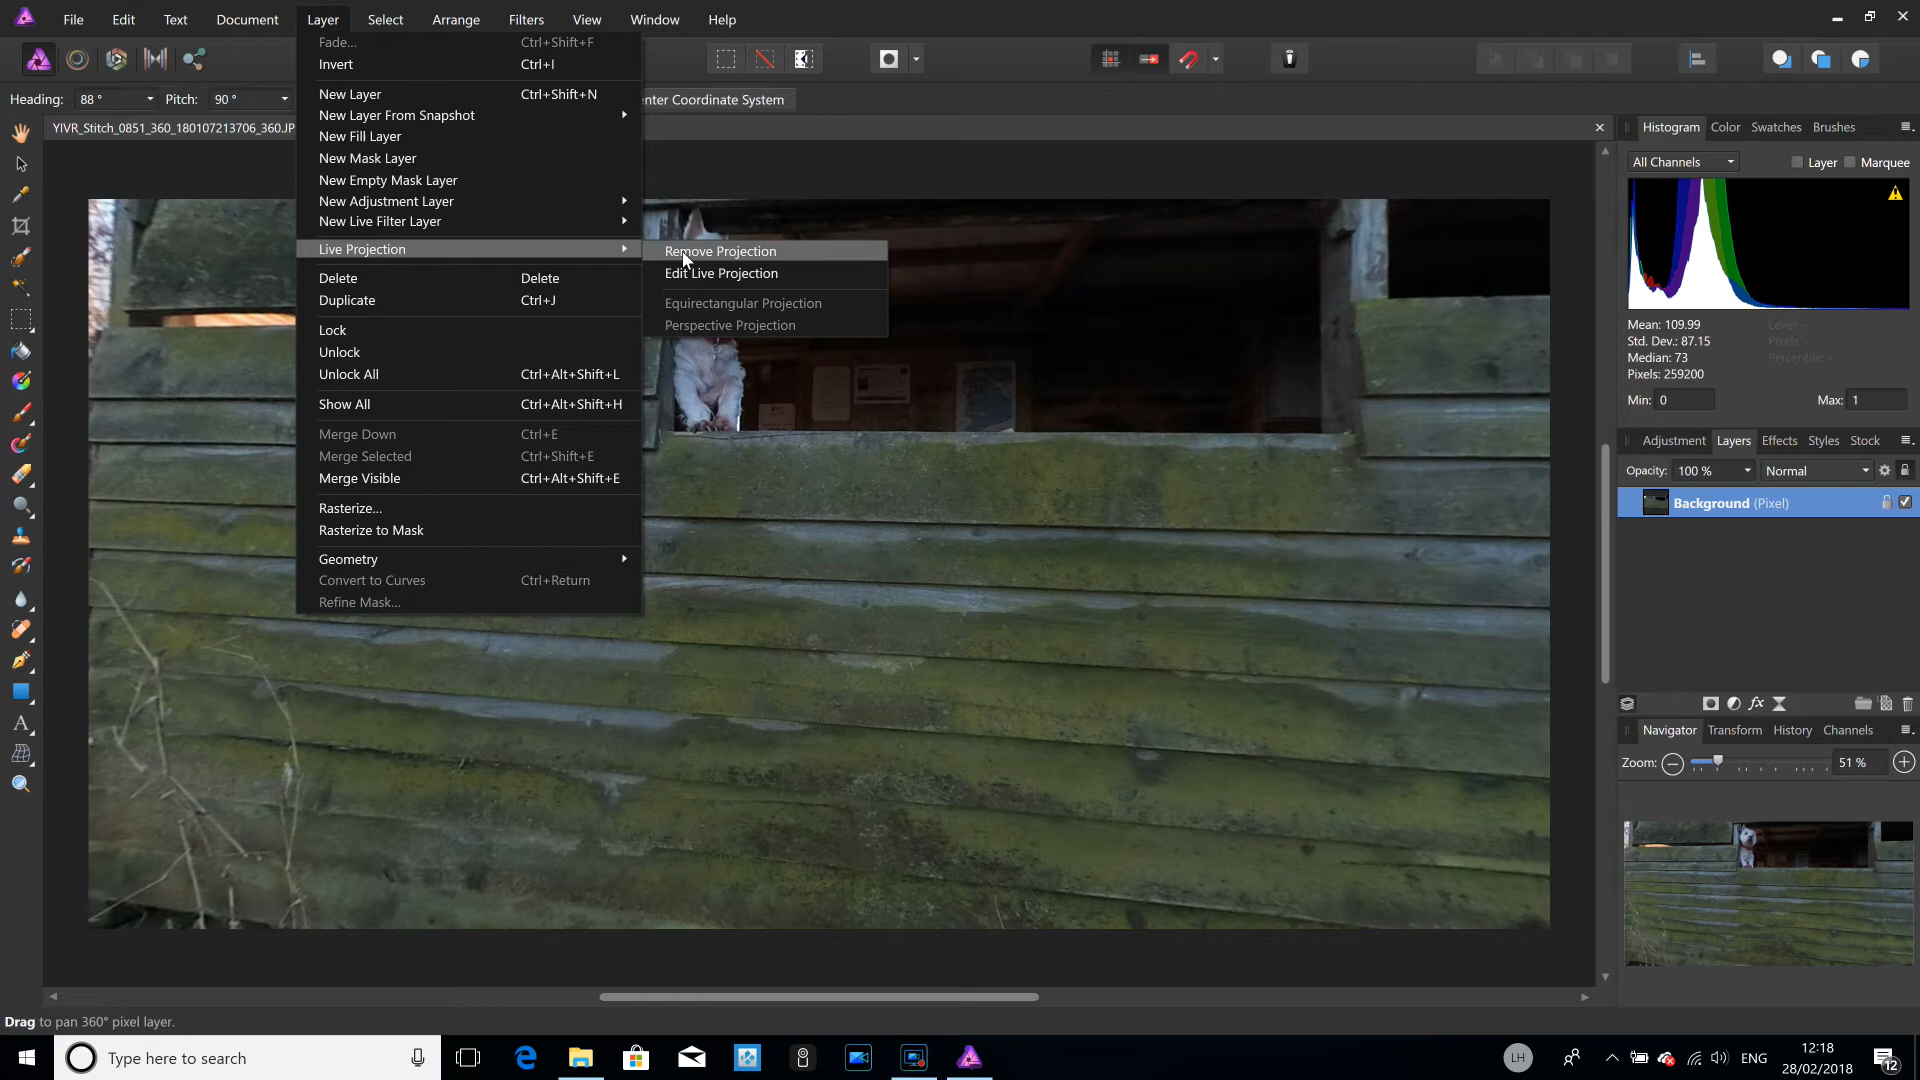 File Edit Text Document Layer Select Arrange Filters View Window Help
Heading: 88 ° Pitch: 90 ° enter Coordinate System
YIVR_Stitch_0851_360_180107213706_360.JP
Fade... Ctrl+Shift+F
Invert Ctrl+I
New Layer Ctrl+Shift+N
New Layer From Snapshot
New Fill Layer
New Mask Layer
New Empty Mask Layer
New Adjustment Layer
New Live Filter Layer
Live Projection
Delete Delete
Duplicate Ctrl+J
Lock
Unlock
Unlock All Ctrl+Alt+Shift+L
Show All Ctrl+Alt+Shift+H
Merge Down Ctrl+E
Merge Selected Ctrl+Shift+E
Merge Visible Ctrl+Alt+Shift+E
Rasterize...
Rasterize to Mask
Geometry
Convert to Curves Ctrl+Return
Refine Mask...
Remove Projection
Edit Live Projection
Equirectangular Projection
Perspective Projection
Histogram Color Swatches Brushes
All Channels Layer Marquee
Mean: 109.99 Level: -
Std. Dev.: 87.15 Pixels: -
Median: 73 Percentile: -
Pixels: 259200
Min: 0 Max: 1
Adjustment Layers Effects Styles Stock
Opacity: 100 % Normal
Background (Pixel)
Navigator Transform History Channels
Zoom: 51 %
Drag to pan 360° pixel layer.
Type here to search
LH ENG 12:18
28/02/2018 12